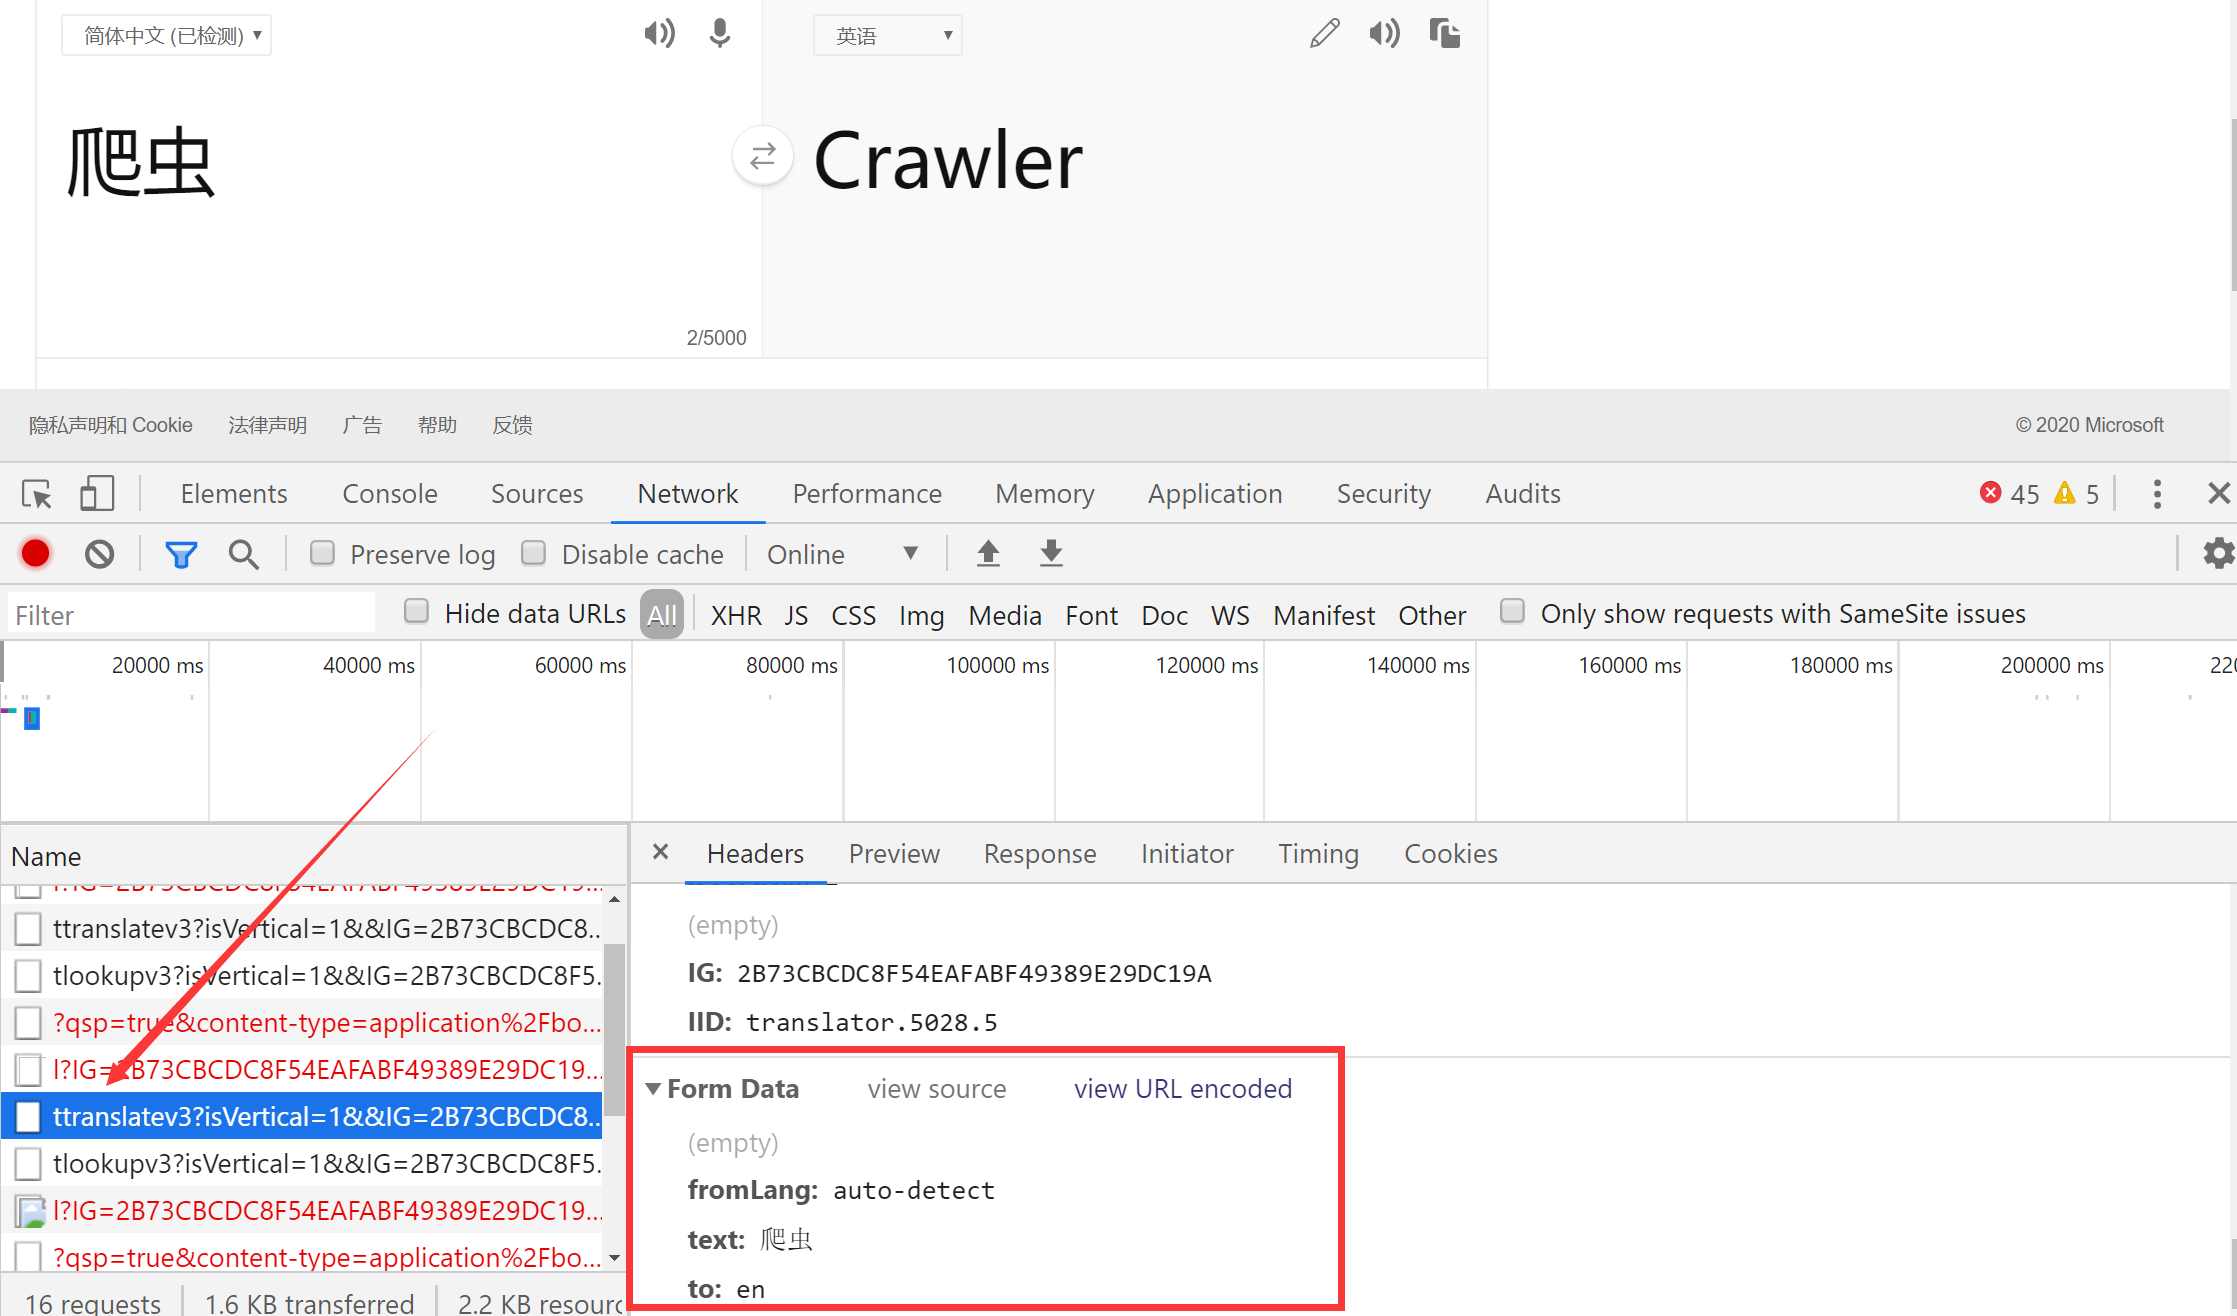 简体中文 (已检测) ▼
英语 ▼
爬虫
Crawler
2/5000
隐私声明和 Cookie 法律声明 广告 帮助 反馈 © 2020 Microsoft
Elements Console Sources Network Performance Memory Application Security Audits 45 5
Preserve log Disable cache Online ▼
Filter Hide data URLs All XHR JS CSS Img Media Font Doc WS Manifest Other Only show requests with SameSite issues
20000 ms 40000 ms 60000 ms 80000 ms 100000 ms 120000 ms 140000 ms 160000 ms 180000 ms 200000 ms
Name
l?IG=2B73CBCDC8F54EAFABF49389E29DC19...
ttranslatev3?isVertical=1&&IG=2B73CBCDC8...
tlookupv3?isVertical=1&&IG=2B73CBCDC8F5.
?qsp=true&content-type=application%2Fbo...
l?IG=2B73CBCDC8F54EAFABF49389E29DC19...
ttranslatev3?isVertical=1&&IG=2B73CBCDC8...
tlookupv3?isVertical=1&&IG=2B73CBCDC8F5.
l?IG=2B73CBCDC8F54EAFABF49389E29DC19...
?qsp=true&content-type=application%2Fbo...
16 requests 1.6 KB transferred 2.2 KB resourc
Headers Preview Response Initiator Timing Cookies
(empty)
IG: 2B73CBCDC8F54EAFABF49389E29DC19A
IID: translator.5028.5
Form Data view source view URL encoded
(empty)
fromLang: auto-detect
text: 爬虫
to: en